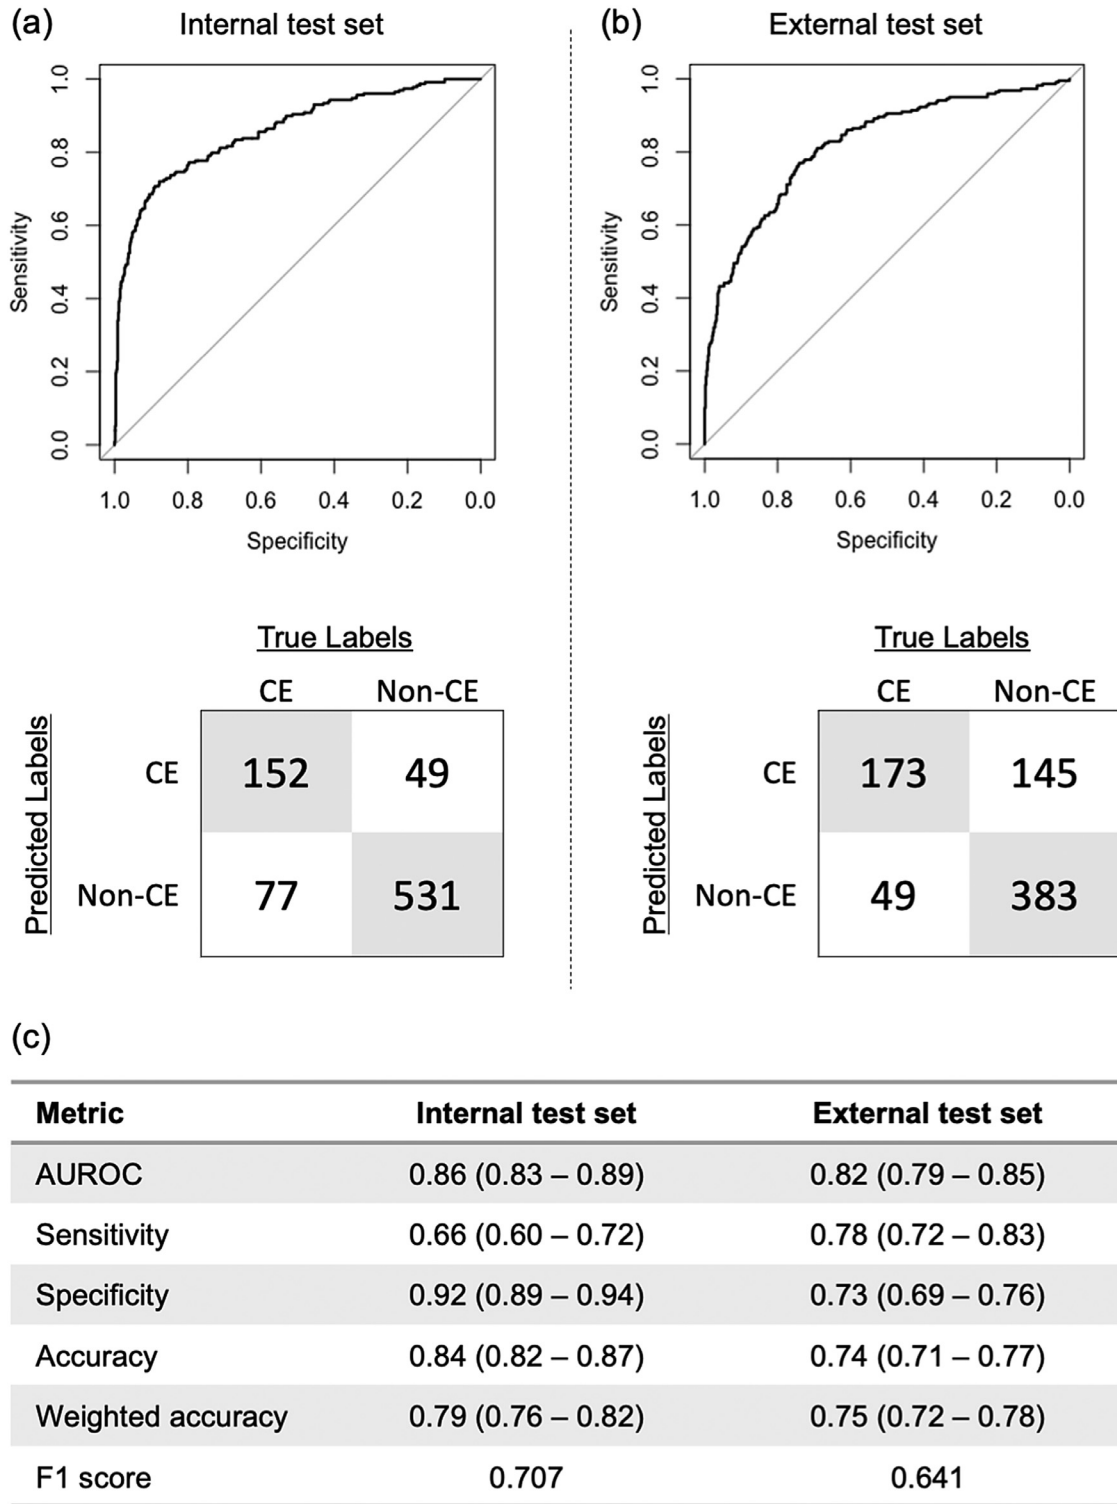 (a) Internal test set
1.0
0.8
0.6
0.4
0.2
0.0
Sensitivity
1.0 0.8 0.6 0.4 0.2 0.0
Specificity
True Labels
CE Non-CE
Predicted Labels
CE 152 49
Non-CE 77 531
(b) External test set
1.0
0.8
0.6
0.4
0.2
0.0
Sensitivity
1.0 0.8 0.6 0.4 0.2 0.0
Specificity
True Labels
CE Non-CE
Predicted Labels
CE 173 145
Non-CE 49 383
(c)
Metric Internal test set External test set
AUROC 0.86 (0.83 – 0.89) 0.82 (0.79 – 0.85)
Sensitivity 0.66 (0.60 – 0.72) 0.78 (0.72 – 0.83)
Specificity 0.92 (0.89 – 0.94) 0.73 (0.69 – 0.76)
Accuracy 0.84 (0.82 – 0.87) 0.74 (0.71 – 0.77)
Weighted accuracy 0.79 (0.76 – 0.82) 0.75 (0.72 – 0.78)
F1 score 0.707 0.641